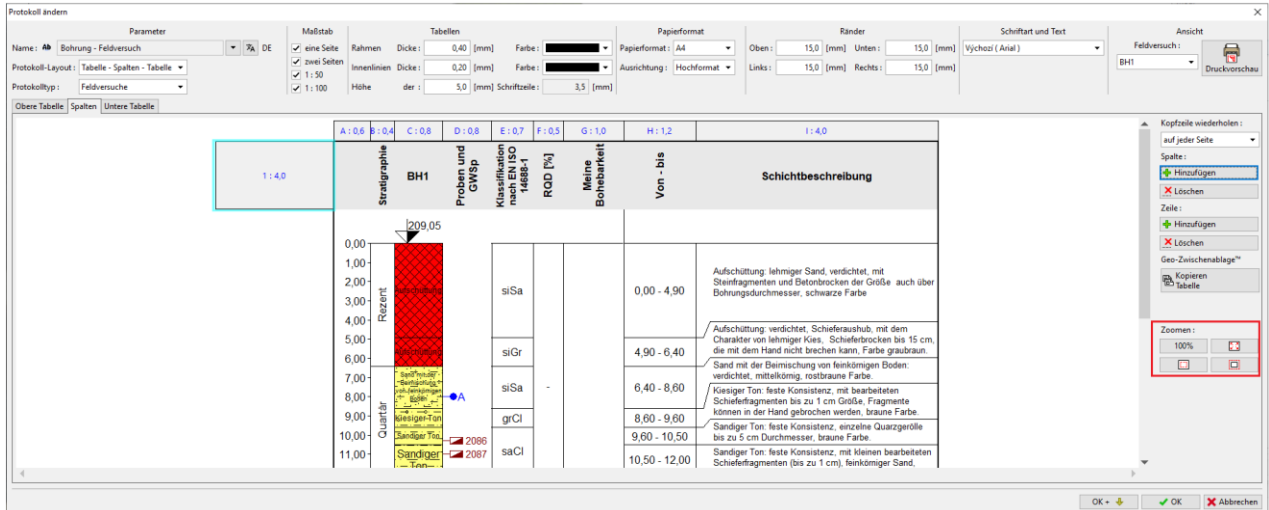 Protokoll ändern
Parameter
Maßstab
Tabellen
Papierformat
Ränder
Schriftart und Text
Ansicht
Name : Ab Bohrung - Feldversuch DE
Protokoll-Layout : Tabelle - Spalten - Tabelle
Protokolltyp : Feldversuche
eine Seite
zwei Seiten
1 : 50
1 : 100
Rahmen Dicke : 0,40 [mm] Farbe :
Innenlinien Dicke : 0,20 [mm] Farbe :
Höhe der : 5,0 [mm] Schriftzeile : 3,5 [mm]
Papierformat : A4
Ausrichtung : Hochformat
Oben : 15,0 [mm] Unten : 15,0 [mm]
Links : 15,0 [mm] Rechts : 15,0 [mm]
Výchozí ( Arial )
Feldversuch :
BH1
Druckvorschau
Obere Tabelle Spalten Untere Tabelle
A : 0,6 B : 0,4 C : 0,8 D : 0,8 E : 0,7 F : 0,5 G : 1,0 H : 1,2 I : 4,0
1 : 4,0
Stratigraphie
BH1
Proben und
GWSp
Klassifikation
nach EN ISO
14688-1
RQD [%]
Meine
Bohebarkeit
Von - bis
Schichtbeschreibung
209,05
0,00
1,00
2,00
3,00
4,00
5,00
6,00
7,00
8,00
9,00
10,00
11,00
Rezent
Quartär
Kiesiger Ton
Sandiger Ton
Sandiger
Ton
A
2086
2087
siSa
siGr
siSa
grCl
saCl
-
0,00 - 4,90
4,90 - 6,40
6,40 - 8,60
8,60 - 9,60
9,60 - 10,50
10,50 - 12,00
Aufschüttung: lehmiger Sand, verdichtet, mit
Steinfragmenten und Betonbrocken der Größe auch über
Bohrungsdurchmesser, schwarze Farbe
Aufschüttung: verdichtet, Schieferaushub, mit dem
Charakter von lehmiger Kies, Schieferbrocken bis 15 cm,
die mit dem Hand nicht brechen kann, Farbe graubraun.
Sand mit der Beimischung von feinkörnigen Boden:
verdichtet, mittelkörnig, rostbraune Farbe.
Kiesiger Ton: feste Konsistenz, mit bearbeiteten
Schieferfragmenten bis zu 1 cm Größe, Fragmente
können in der Hand gebrochen werden, braune Farbe.
Sandiger Ton: feste Konsistenz, einzelne Quarzgerölle
bis zu 5 cm Durchmesser, braune Farbe.
Sandiger Ton: feste Konsistenz, mit kleinen bearbeiteten
Schieferfragmenten (bis zu 1 cm), feinkörniger Sand,
Kopfzeile wiederholen :
auf jeder Seite
Spalte :
Hinzufügen
Löschen
Zeile :
Hinzufügen
Löschen
Geo-Zwischenablage™
Kopieren
Tabelle
Zoomen :
100%
OK + OK Abbrechen